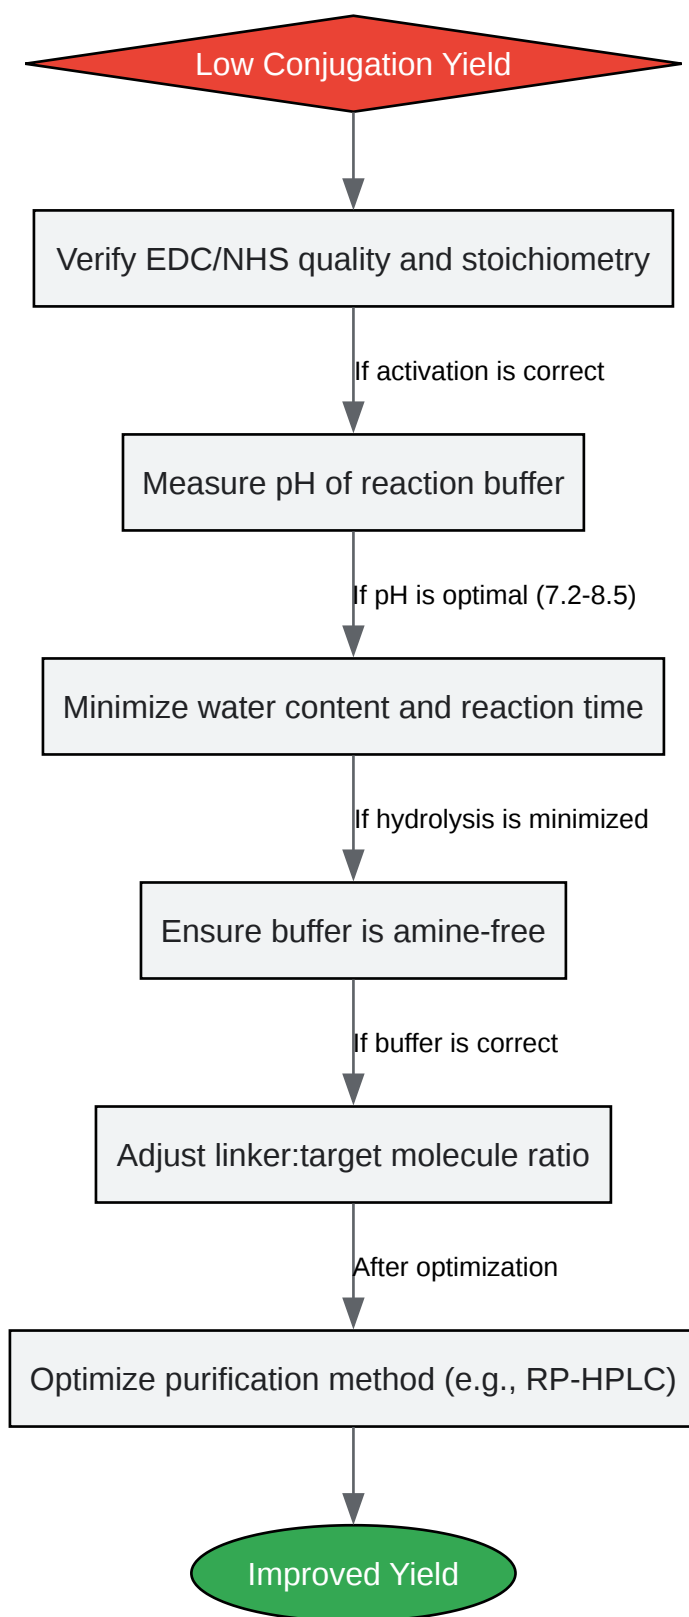 Low Conjugation Yield
Verify EDC/NHS quality and stoichiometry
If activation is correct
Measure pH of reaction buffer
If pH is optimal (7.2-8.5)
Minimize water content and reaction time
If hydrolysis is minimized
Ensure buffer is amine-free
If buffer is correct
Adjust linker:target molecule ratio
After optimization
Optimize purification method (e.g., RP-HPLC)
Improved Yield